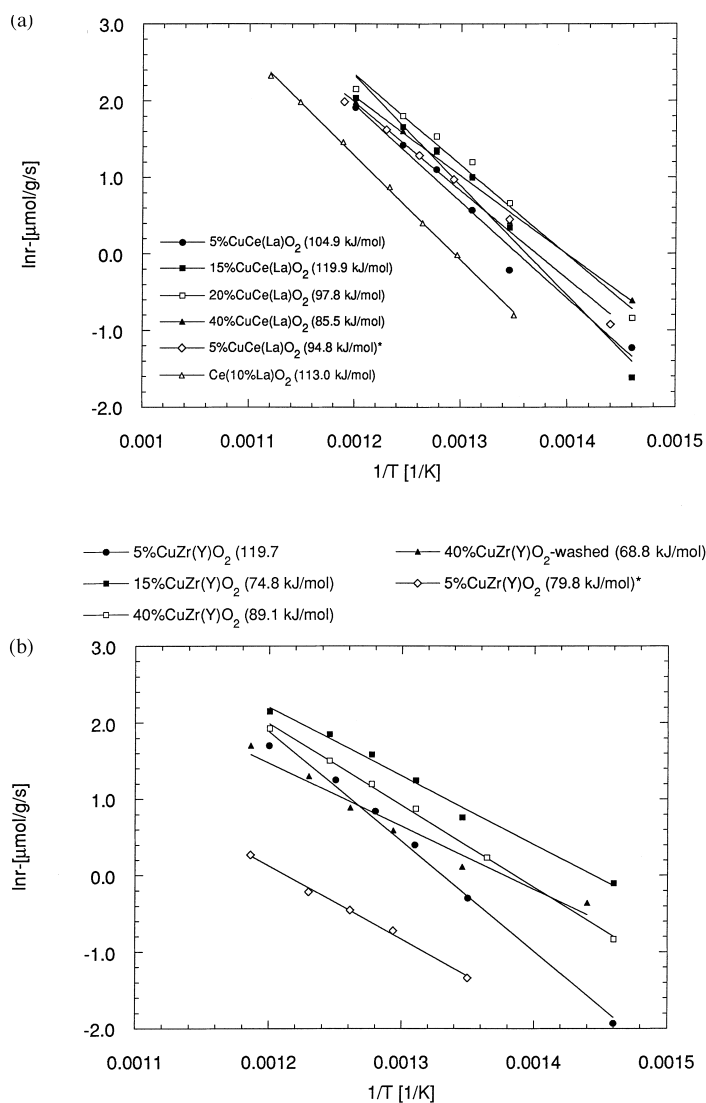 (a)
3.0
2.0
1.0
0.0
-1.0
-2.0
lnr-[μmol/g/s]
5%CuCe(La)O2 (104.9 kJ/mol)
15%CuCe(La)O2 (119.9 kJ/mol)
20%CuCe(La)O2 (97.8 kJ/mol)
40%CuCe(La)O2 (85.5 kJ/mol)
5%CuCe(La)O2 (94.8 kJ/mol)*
Ce(10%La)O2 (113.0 kJ/mol)
0.001 0.0011 0.0012 0.0013 0.0014 0.0015
1/T [1/K]
5%CuZr(Y)O2 (119.7
15%CuZr(Y)O2 (74.8 kJ/mol)
40%CuZr(Y)O2 (89.1 kJ/mol)
40%CuZr(Y)O2-washed (68.8 kJ/mol)
5%CuZr(Y)O2 (79.8 kJ/mol)*
(b)
3.0
2.0
1.0
0.0
-1.0
-2.0
lnr-[μmol/g/s]
0.0011 0.0012 0.0013 0.0014 0.0015
1/T [1/K]